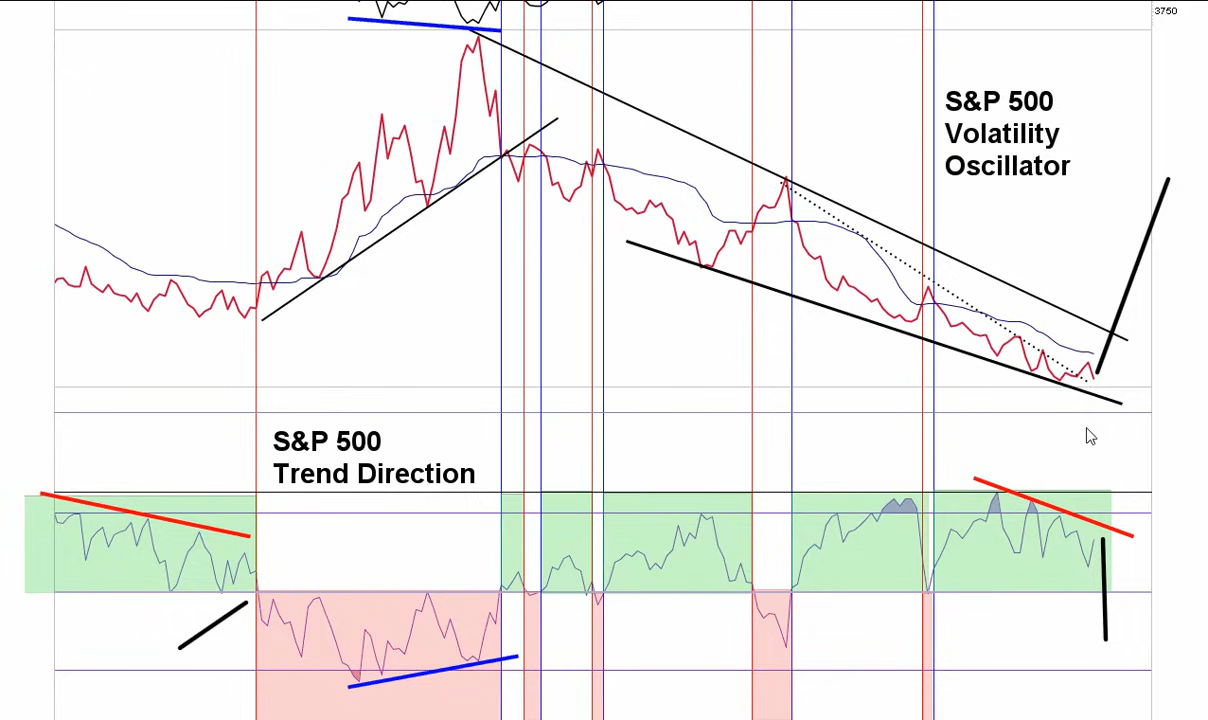 3750
S&P 500
Volatility
Oscillator
S&P 500
Trend Direction